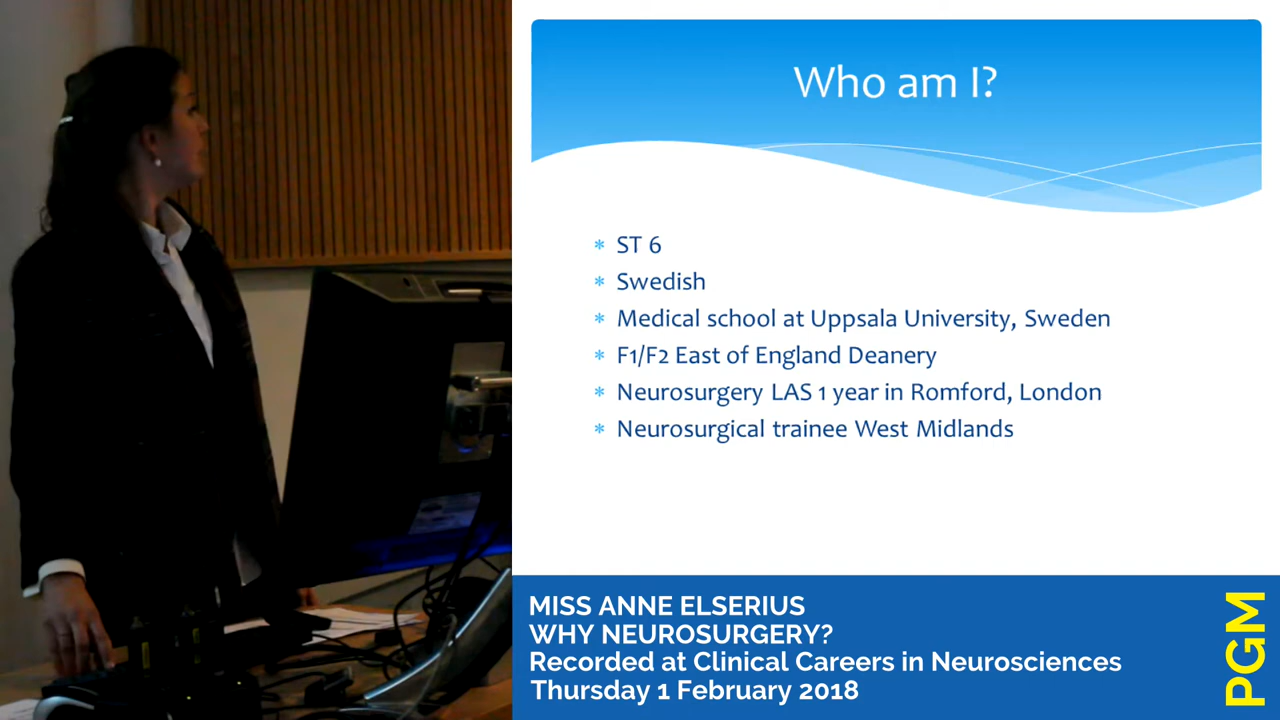 Who am I?
* ST 6
* Swedish
* Medical school at Uppsala University, Sweden
* F1/F2 East of England Deanery
* Neurosurgery LAS 1 year in Romford, London
* Neurosurgical trainee West Midlands
MISS ANNE ELSERIUS
WHY NEUROSURGERY?
Recorded at Clinical Careers in Neurosciences
Thursday 1 February 2018
PGM